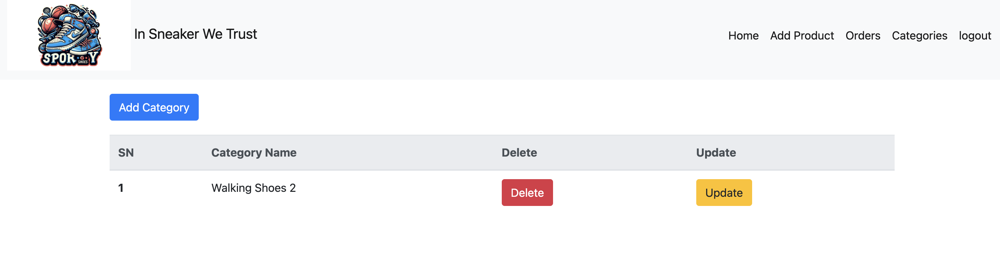 SPOR Y
SHOES
In Sneaker We Trust
Home Add Product Orders Categories logout
Add Category
SN Category Name Delete Update
1 Walking Shoes 2 Delete Update